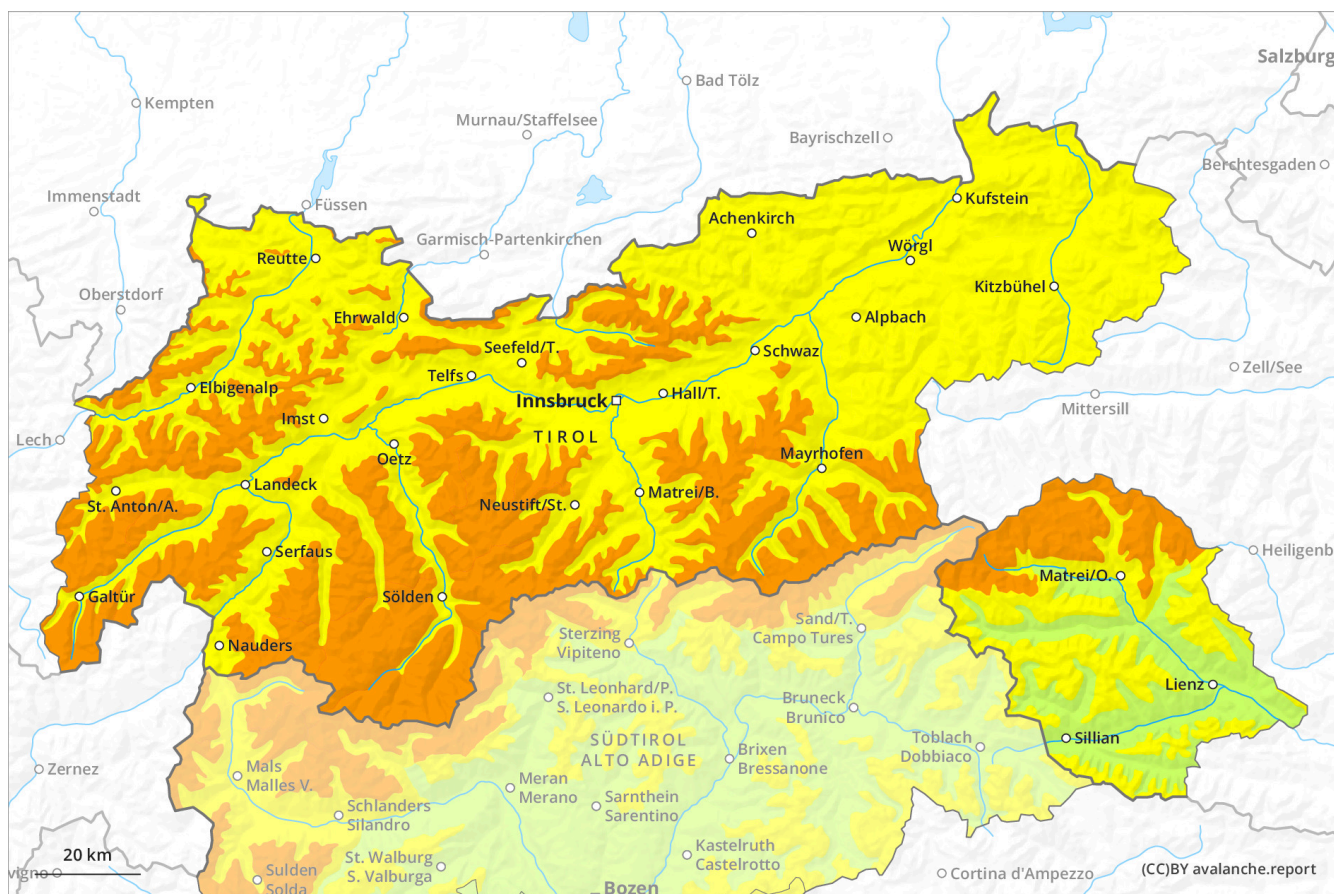 Salzburg
Bad Tölz
Kempten
Murnau/Staffelsee
Bayrischzell
Berchtesgaden
Immenstadt
Füssen
Kufstein
Achenkirch
Garmisch-Partenkirchen
Wörgl
Reutte
Kitzbühel
Oberstdorf
Ehrwald
Alpbach
Seefeld/T.
Schwaz
Zell/See
Telfs
Elbigenalp
Innsbruck
Hall/T.
Mittersill
Imst
Lech
TIROL
Oetz
Mayrhofen
Landeck
Matrei/B.
St. Anton/A.
Neustift/St.
Serfaus
Heiligenb
Matrei/O.
Galtür
Sölden
Sand/T.
Campo Tures
Sterzing
Vipiteno
Nauders
Lienz
St. Leonhard/P.
S. Leonardo i. P.
Bruneck
Brunico
SÜDTIROL
ALTO ADIGE
Sillian
Toblach
Dobbiaco
Brixen
Bressanone
Zernez
Mals
Malles V.
Meran
Merano
Sarnthein
Sarentino
Schlanders
Silandro
20 km
St. Walburg
S. Valburga
Kastelruth
Castelrotto
vigno
Sulden
Solda
Cortina d'Ampezzo
(CC)BY avalanche.report
Bozen